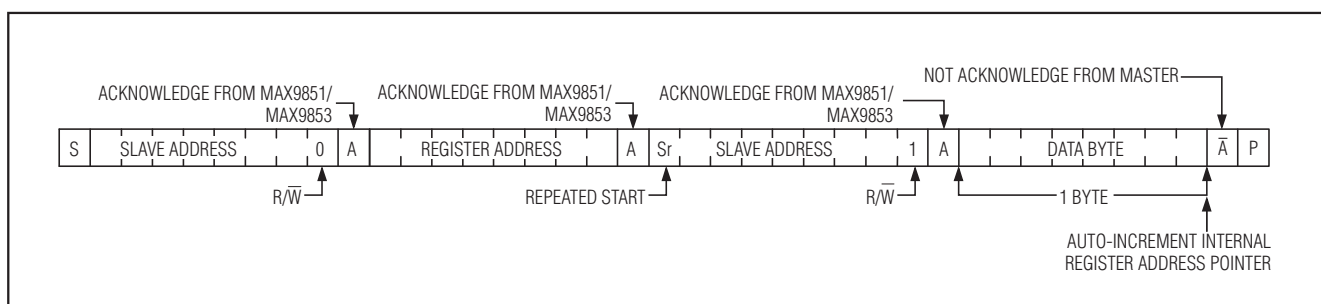 NOT ACKNOWLEDGE FROM MASTER
ACKNOWLEDGE FROM MAX9851/
MAX9853
ACKNOWLEDGE FROM MAX9851/
MAX9853
ACKNOWLEDGE FROM MAX9851/
MAX9853
S SLAVE ADDRESS 0 A REGISTER ADDRESS A Sr SLAVE ADDRESS 1 A DATA BYTE A̅ P
R/W̅
REPEATED START
R/W̅
1 BYTE
AUTO-INCREMENT INTERNAL
REGISTER ADDRESS POINTER